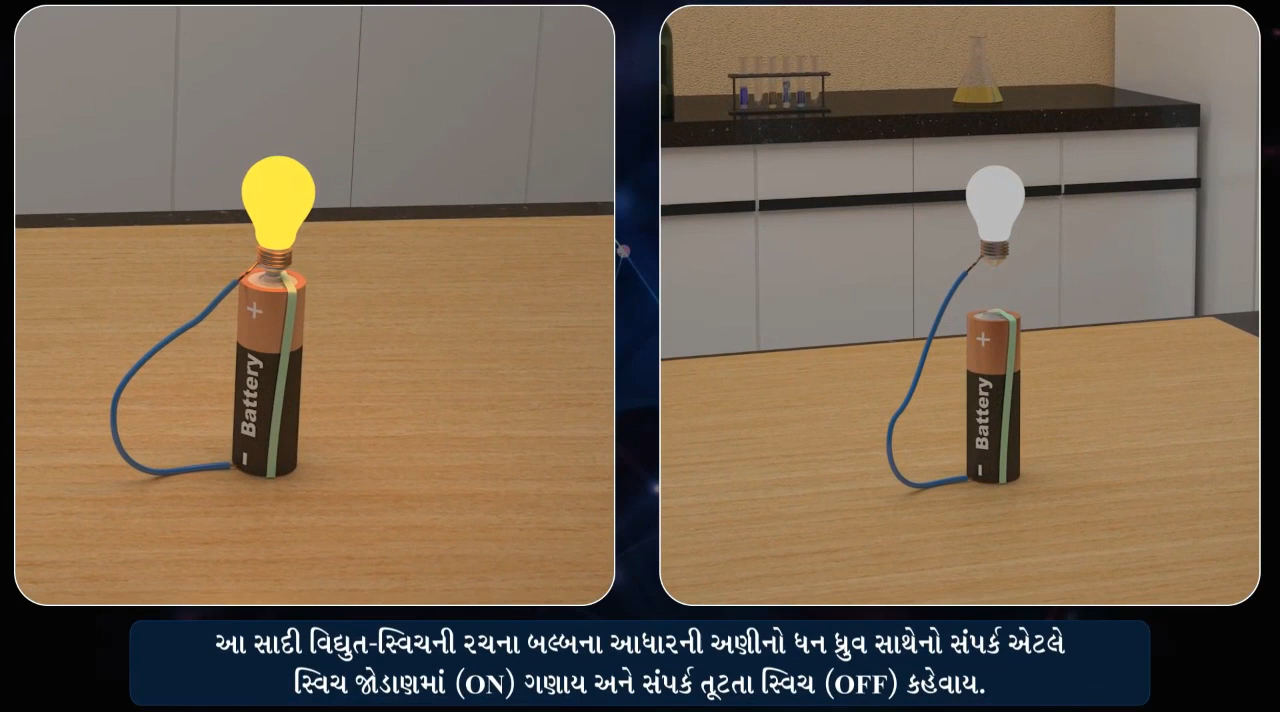 +
Battery
-
+
Battery
-
આ સાદી વિદ્યુત-સ્વિચની રચના બલ્બના આધારની અણીનો ધન ધ્રુવ સાથેનો સંપર્ક એટલે
સ્વિચ જોડાણમાં (ON) ગણાય અને સંપર્ક તૂટતા સ્વિચ (OFF) કહેવાય.